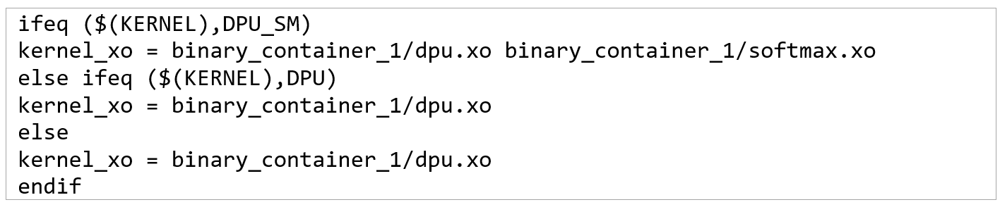 ifeq ($(KERNEL),DPU_SM)
kernel_xo = binary_container_1/dpu.xo binary_container_1/softmax.xo
else ifeq ($(KERNEL),DPU)
kernel_xo = binary_container_1/dpu.xo
else
kernel_xo = binary_container_1/dpu.xo
endif